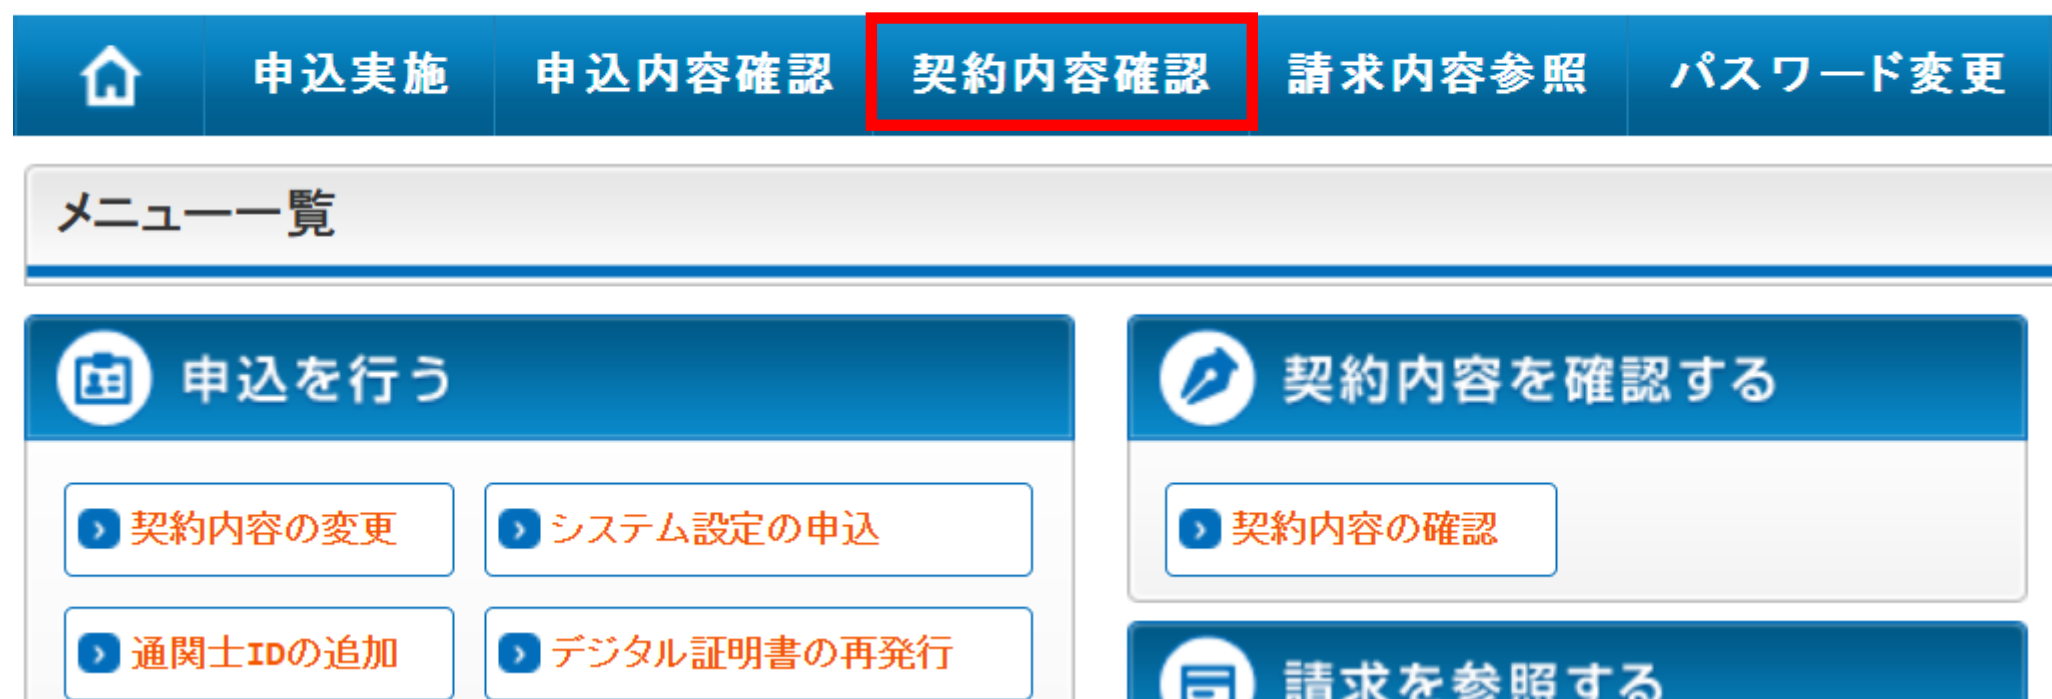 申込実施 申込内容確認 契約内容確認 請求内容参照 パスワード変更
メニュー一覧
申込を行う
契約内容の変更 システム設定の申込
通関士IDの追加 デジタル証明書の再発行
契約内容を確認する
契約内容の確認
請求を参照する